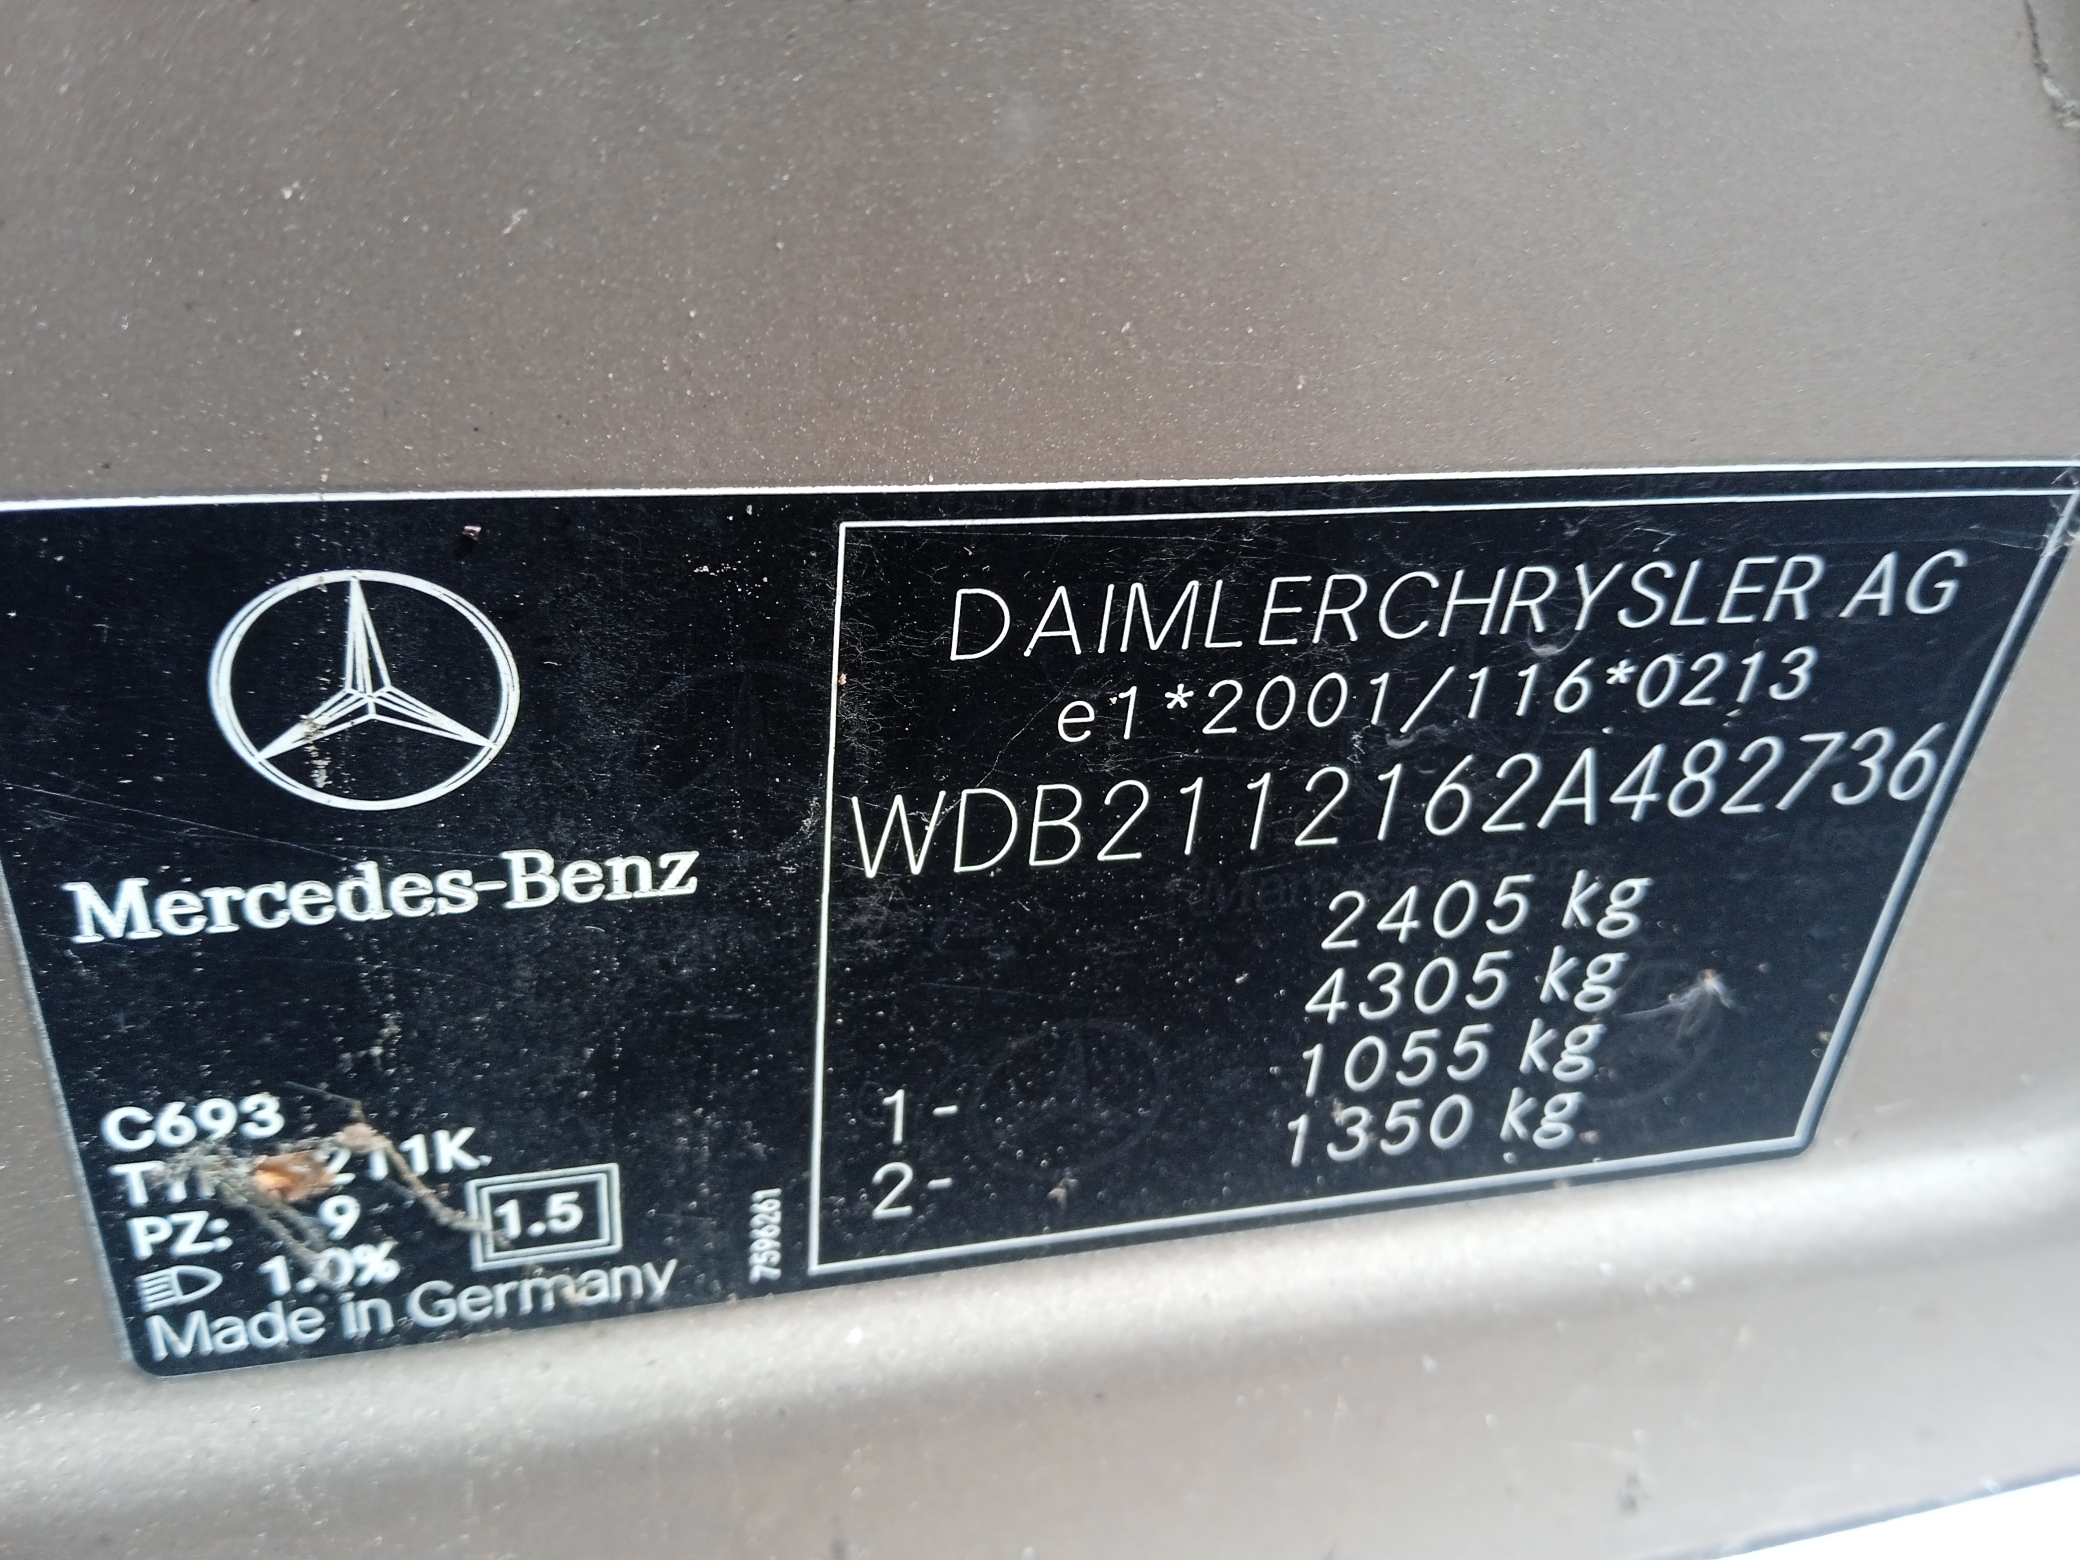 Mercedes-Benz
C693
211K.
PZ: 9
1.0%
1.5
Made in Germany
7596261
DAIMLERCHRYSLER AG
e1*2001/116*0213
WDB2112162A482736
2405 kg
4305 kg
1- 1055 kg
2- 1350 kg